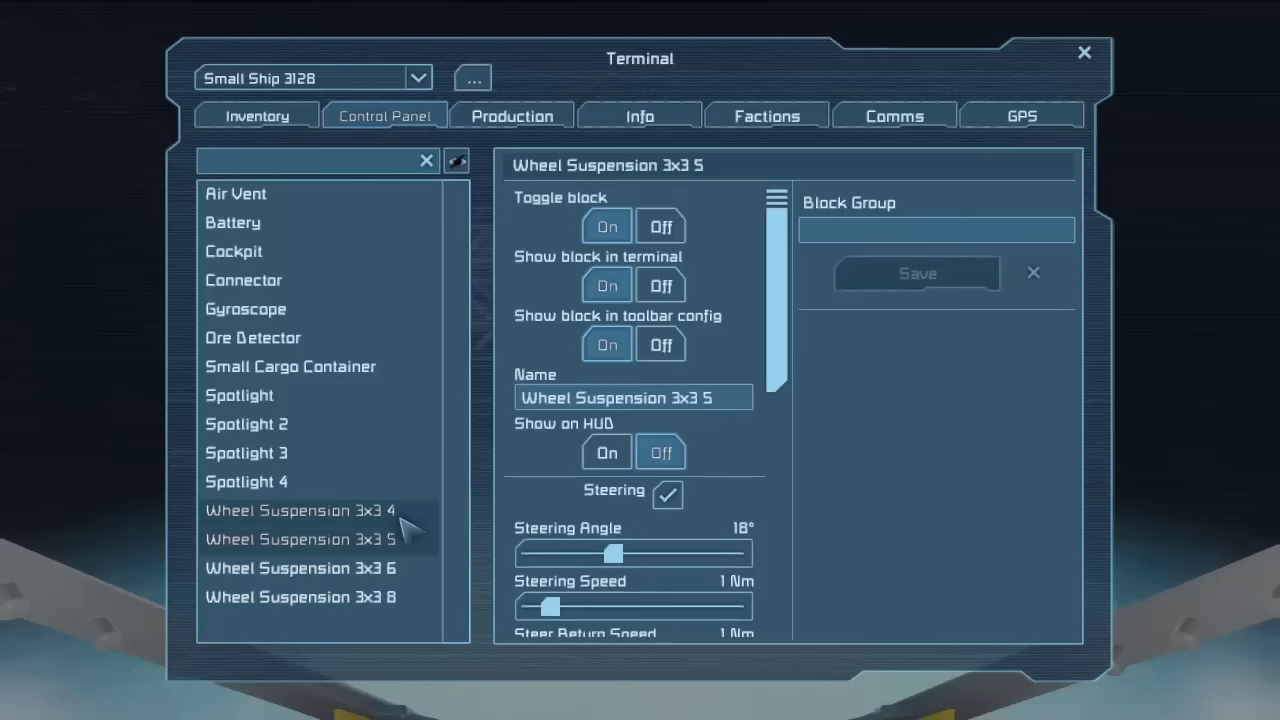 Terminal
Small Ship 3128
...
Inventory Control Panel Production Info Factions Comms GPS
Air Vent
Battery
Cockpit
Connector
Gyroscope
Ore Detector
Small Cargo Container
Spotlight
Spotlight 2
Spotlight 3
Spotlight 4
Wheel Suspension 3x3 4
Wheel Suspension 3x3 5
Wheel Suspension 3x3 6
Wheel Suspension 3x3 8
Wheel Suspension 3x3 5
Toggle block
On Off
Show block in terminal
On Off
Show block in toolbar config
On Off
Name
Wheel Suspension 3x3 5
Show on HUD
On Off
Steering
Steering Angle 18°
Steering Speed 1 Nm
Steer Return Speed 1 Nm
Block Group
Save